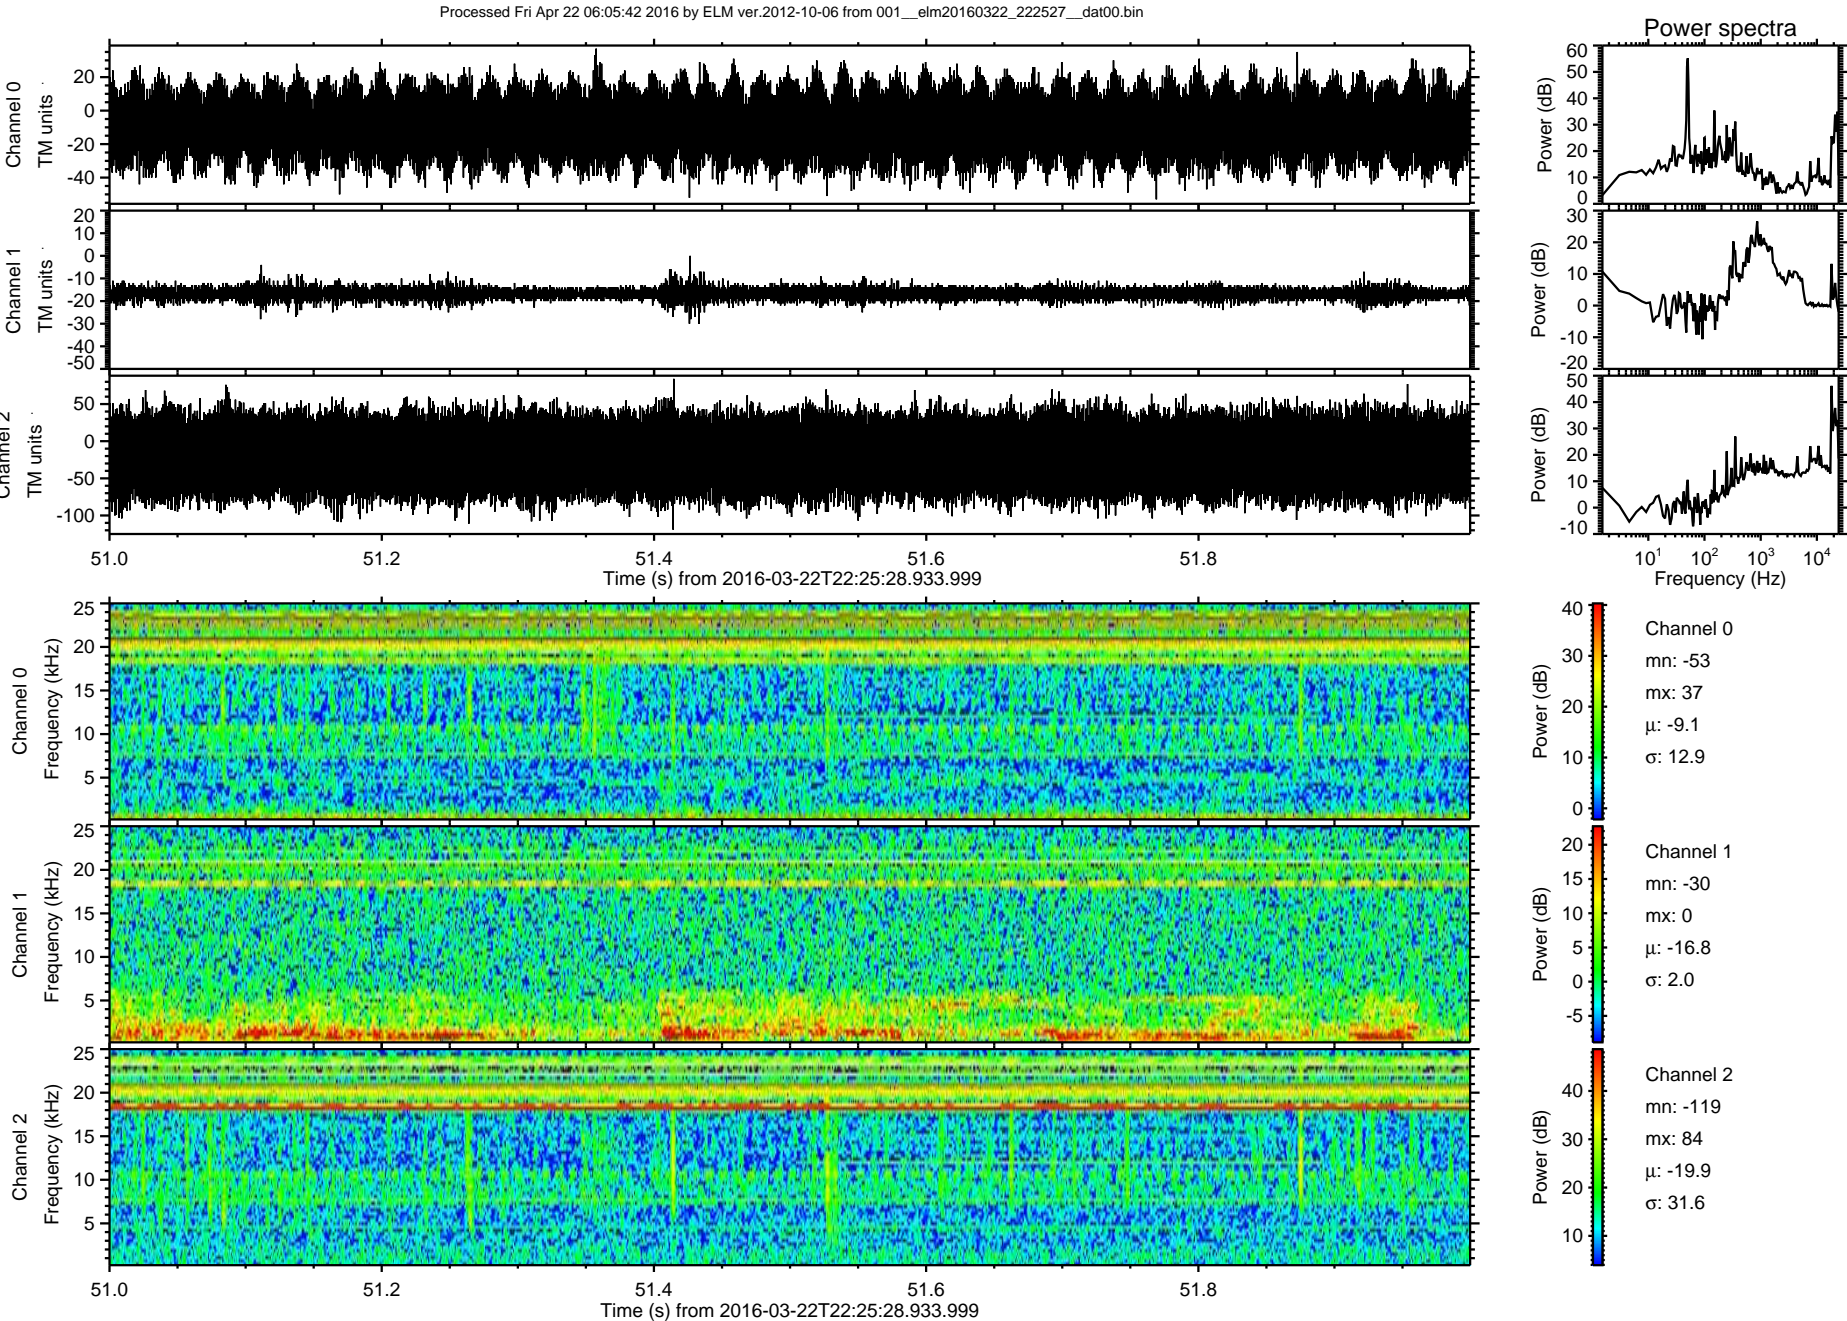 Processed Fri Apr 22 06:05:42 2016 by ELM ver.2012-10-06 from 001__elm20160322_222527__dat00.bin
Power spectra
Channel 0
TM units
20
0
-20
-40
Power (dB)
60
50
40
30
20
10
0
Channel 1
TM units
20
10
0
-10
-20
-30
-40
-50
Power (dB)
30
20
10
0
-10
-20
Channel 2
TM units
50
0
-50
-100
Power (dB)
50
40
30
20
10
0
-10
51.0 51.2 51.4 51.6 51.8
Time (s) from 2016-03-22T22:25:28.933.999
10¹ 10² 10³ 10⁴
Frequency (Hz)
Channel 0
Frequency (kHz)
25
20
15
10
5
Power (dB)
40
30
20
10
0
Channel 0
mn: -53
mx: 37
μ: -9.1
σ: 12.9
Channel 1
Frequency (kHz)
25
20
15
10
5
Power (dB)
20
15
10
5
0
-5
Channel 1
mn: -30
mx: 0
μ: -16.8
σ: 2.0
Channel 2
Frequency (kHz)
25
20
15
10
5
Power (dB)
40
30
20
10
Channel 2
mn: -119
mx: 84
μ: -19.9
σ: 31.6
51.0 51.2 51.4 51.6 51.8
Time (s) from 2016-03-22T22:25:28.933.999